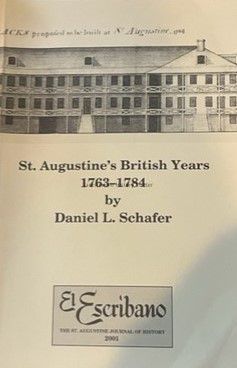 ACKS proposed to be built at St Augustine. 1768
St. Augustine's British Years
1763-1784
by
Daniel L. Schafer
El Escribano
THE ST. AUGUSTINE JOURNAL OF HISTORY
2001